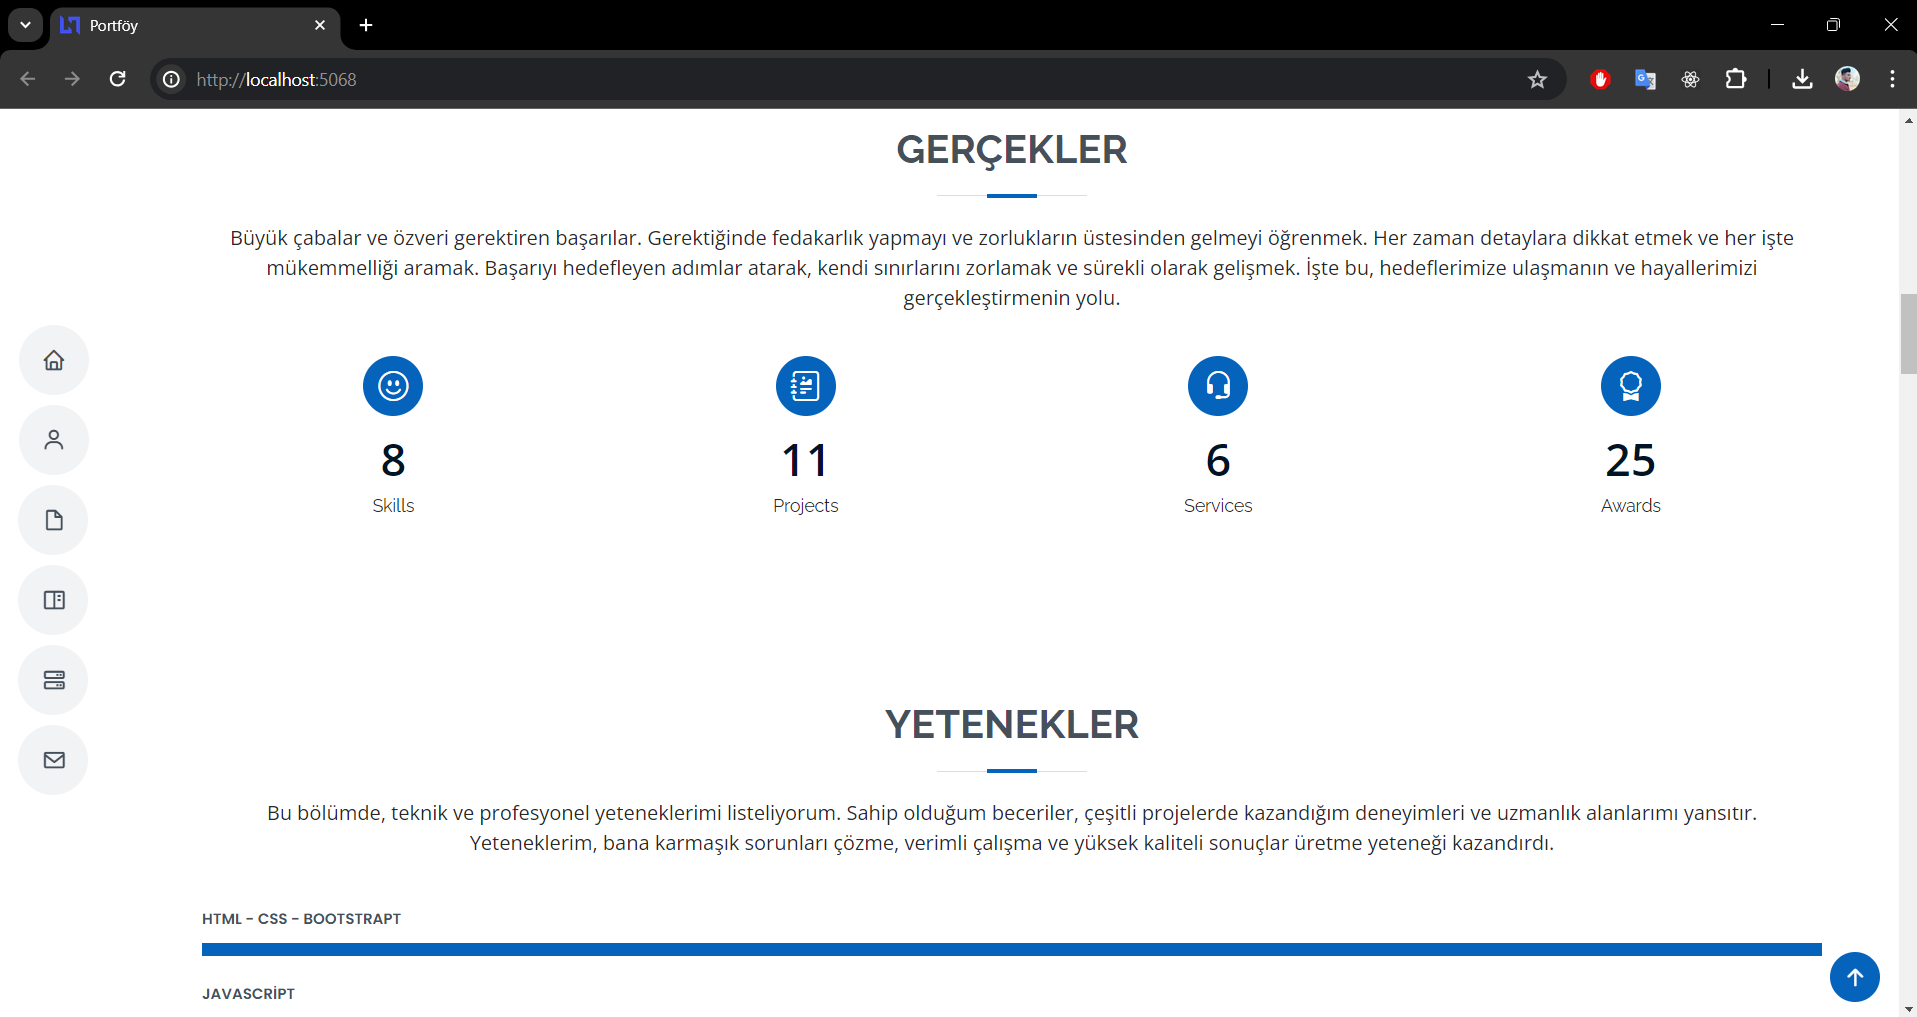 Portföy
http://localhost:5068
GERÇEKLER
Büyük çabalar ve özveri gerektiren başarılar. Gerektiğinde fedakarlık yapmayı ve zorlukların üstesinden gelmeyi öğrenmek. Her zaman detaylara dikkat etmek ve her işte
mükemmelliği aramak. Başarıyı hedefleyen adımlar atarak, kendi sınırlarını zorlamak ve sürekli olarak gelişmek. İşte bu, hedeflerimize ulaşmanın ve hayallerimizi
gerçekleştirmenin yolu.
8
Skills
11
Projects
6
Services
25
Awards
YETENEKLER
Bu bölümde, teknik ve profesyonel yeteneklerimi listeliyorum. Sahip olduğum beceriler, çeşitli projelerde kazandığım deneyimleri ve uzmanlık alanlarımı yansıtır.
Yeteneklerim, bana karmaşık sorunları çözme, verimli çalışma ve yüksek kaliteli sonuçlar üretme yeteneği kazandırdı.
HTML - CSS - BOOTSTRAPT
JAVASCRİPT